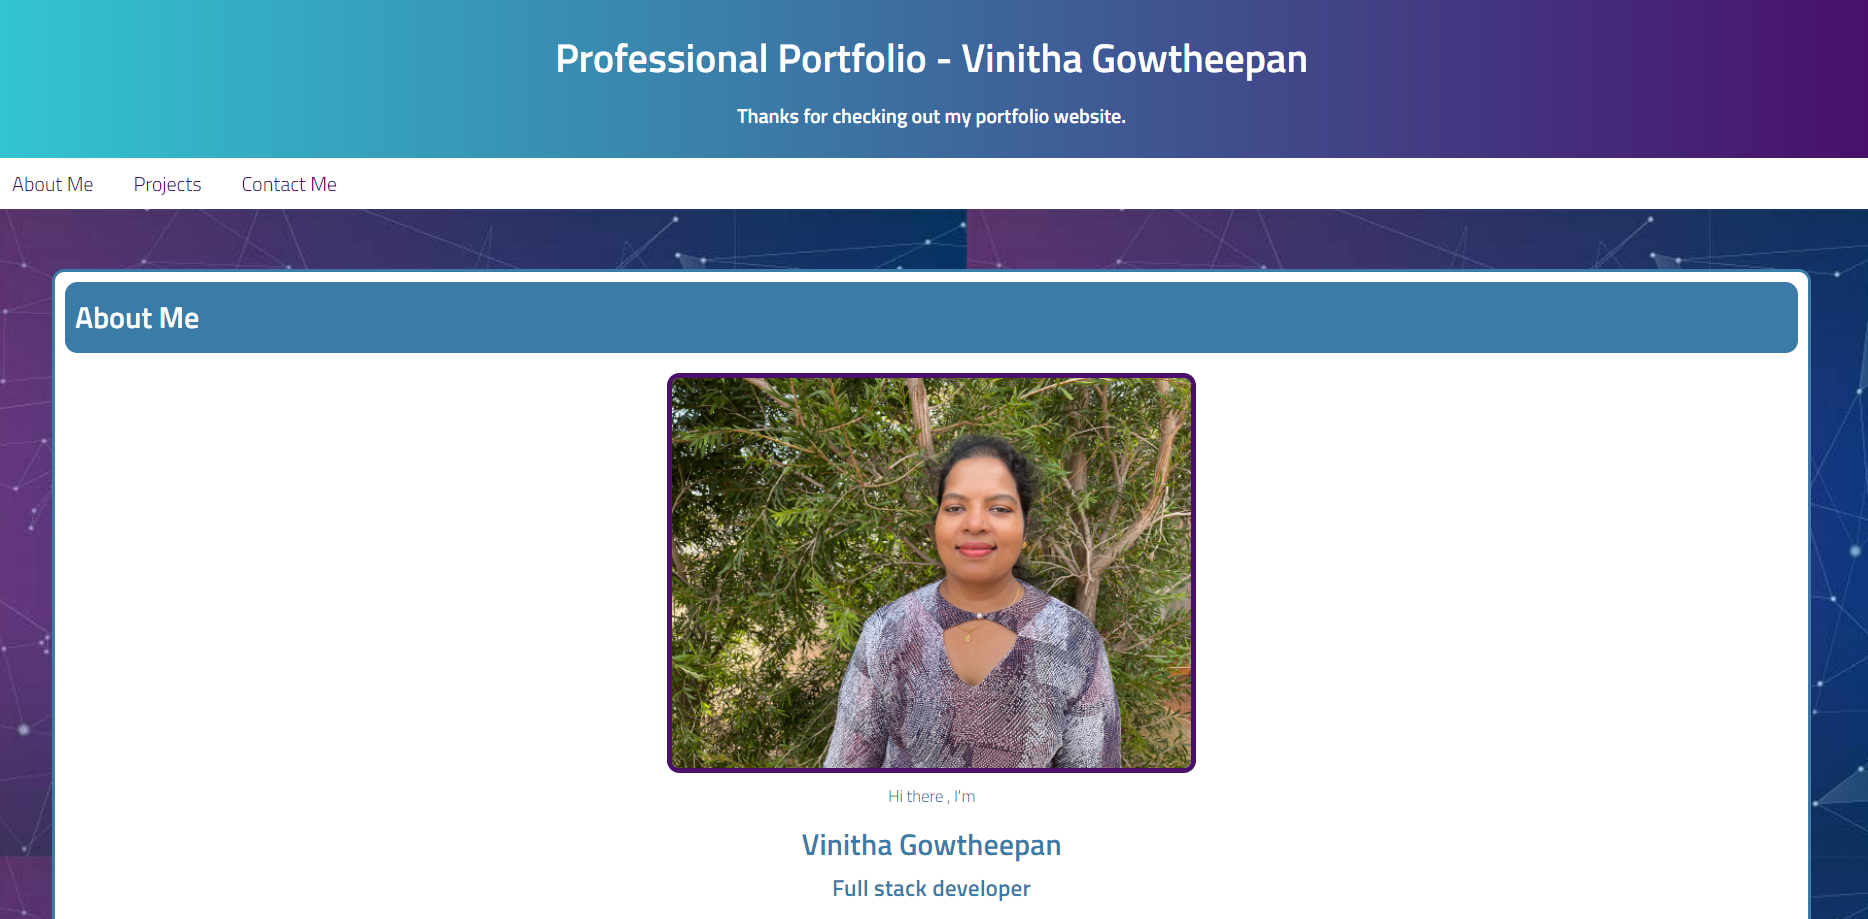 Professional Portfolio - Vinitha Gowtheepan
Thanks for checking out my portfolio website.
About Me Projects Contact Me
About Me
Hi there , I'm
Vinitha Gowtheepan
Full stack developer